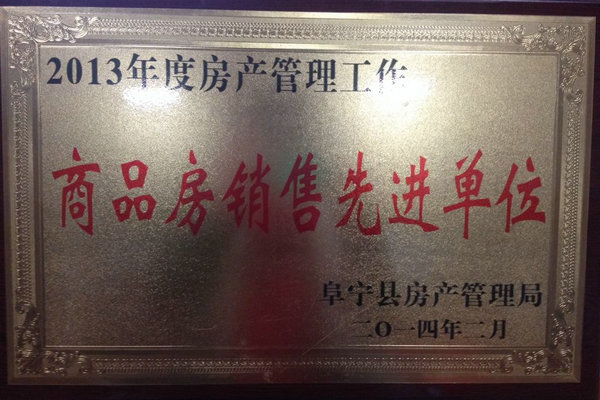 2013年度房产管理工作
商品房销售先进单位
阜宁县房产管理局
二〇一四年二月